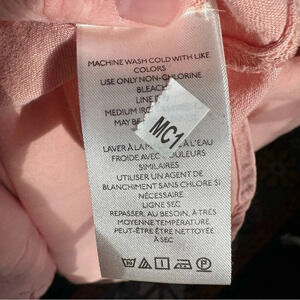 MACHINE WASH COLD WITH LIKE
COLORS
USE ONLY NON-CHLORINE
BLEACH
LINE
MEDIUM
MAY BE
MC1
LAVER À LA À L'EAU
FROIDE AVEC COULEURS
SIMILAIRES
UTILISER UN AGENT DE
BLANCHIMENT SANS CHLORE SI
NÉCESSAIRE
LIGNE SEC
REPASSER, AU BESOIN, À TRÈS
MOYENNE TEMPÉRATURE
PEUT-ÊTRE ÊTRE NETTOYÉE
À SEC